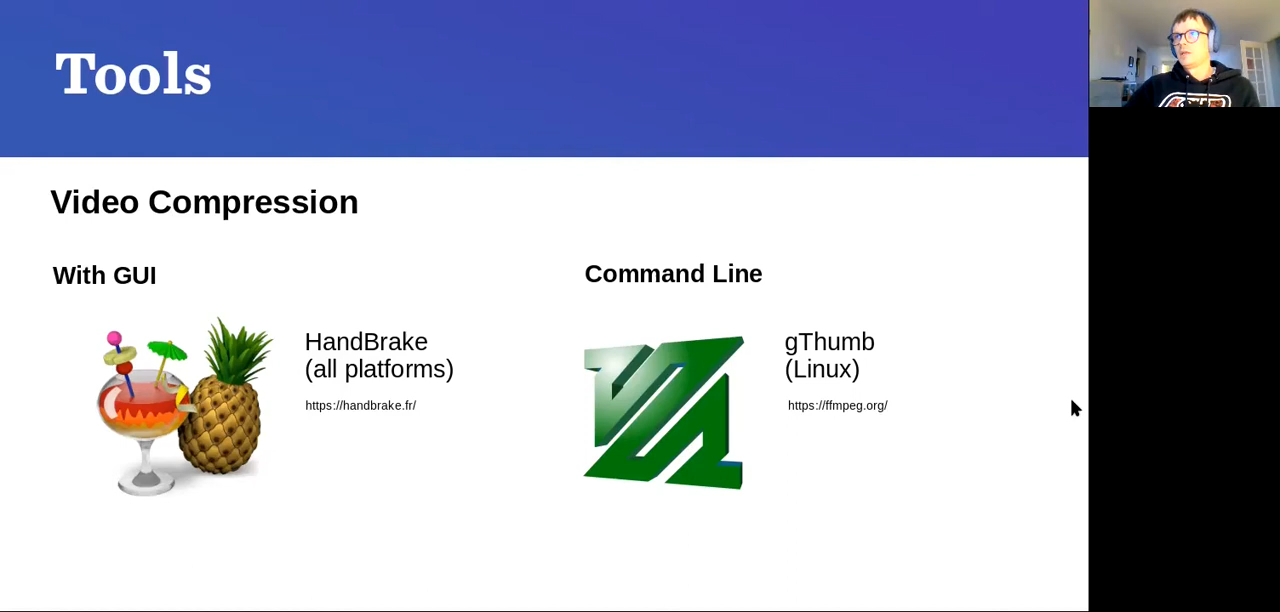 Tools
Video Compression
With GUI
Command Line
HandBrake
(all platforms)
https://handbrake.fr/
gThumb
(Linux)
https://ffmpeg.org/